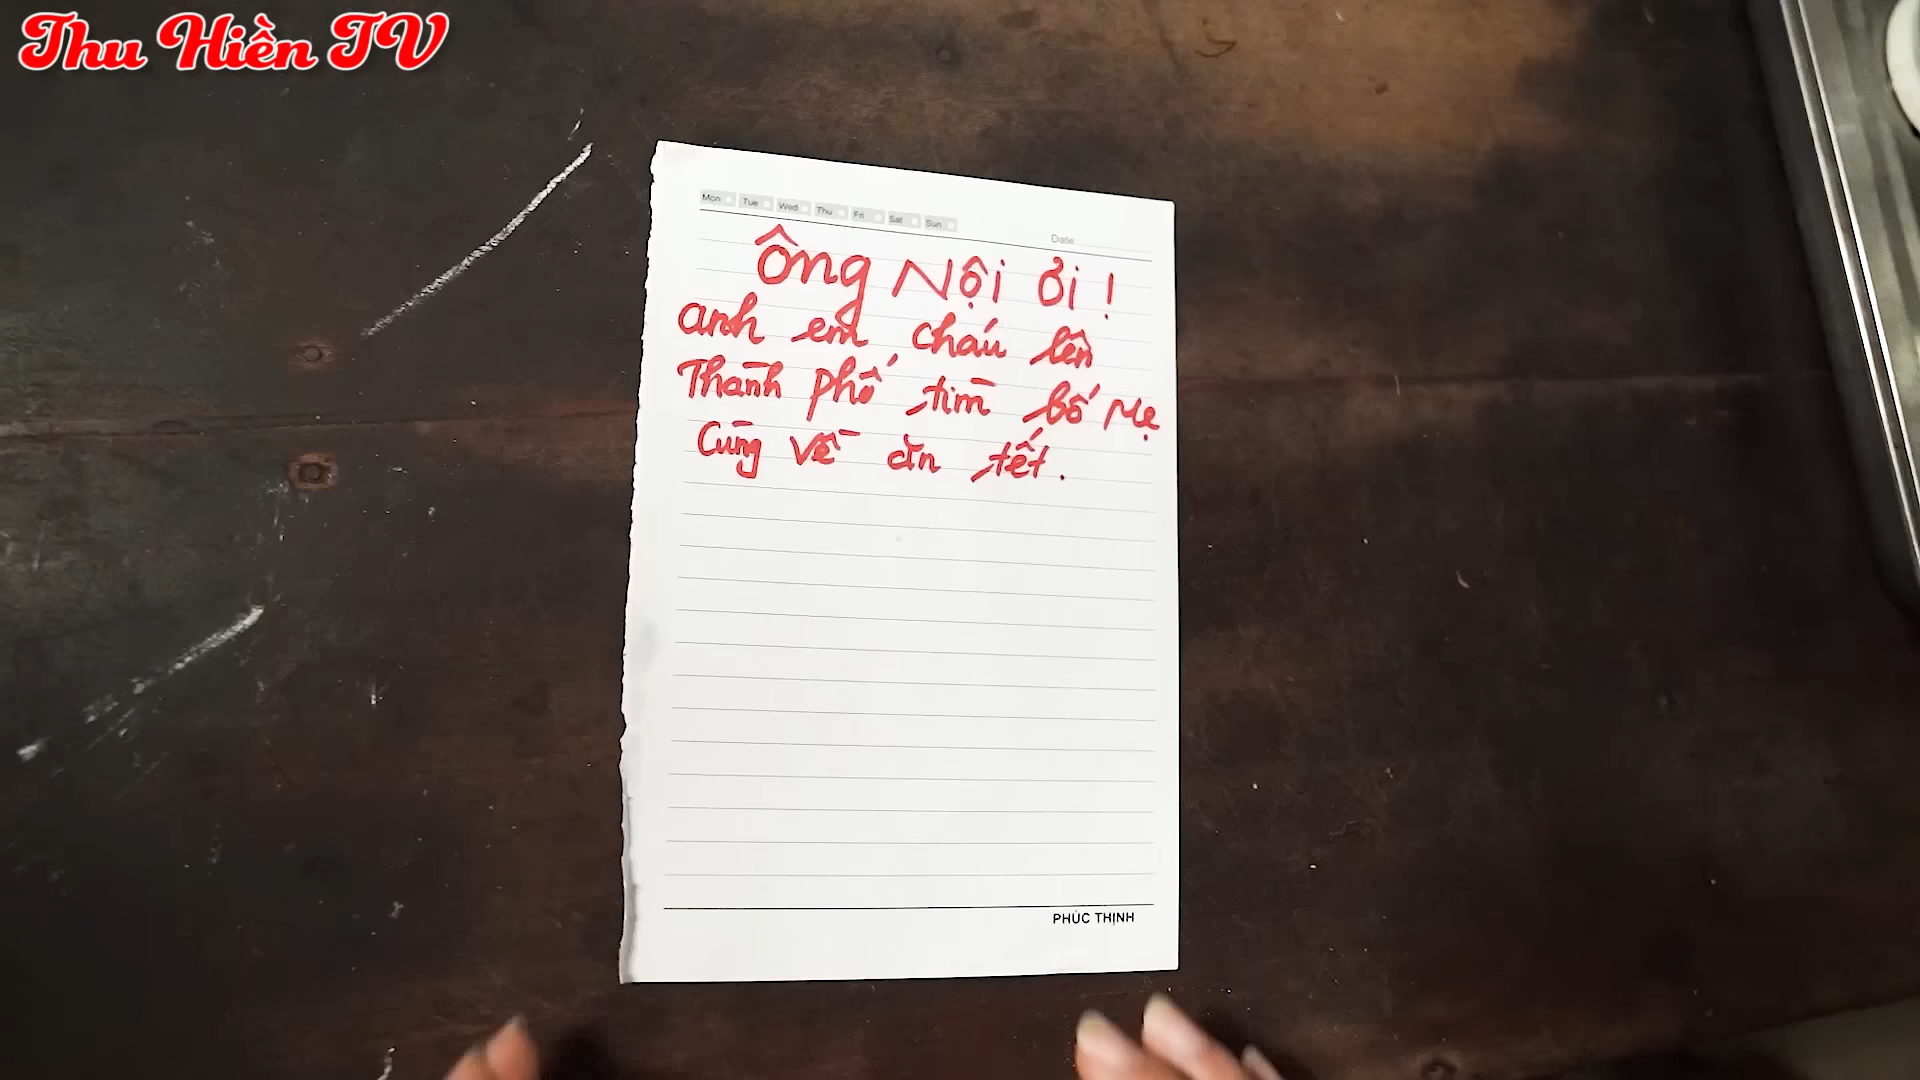 Thu Hiền TV
Mon Tue Wed Thu Fri Sat Sun
Date
Ông Nội ơi !
anh em cháu lên
Thành phố tìm bố Mẹ
Cùng về ăn tết.
PHÚC THỊNH